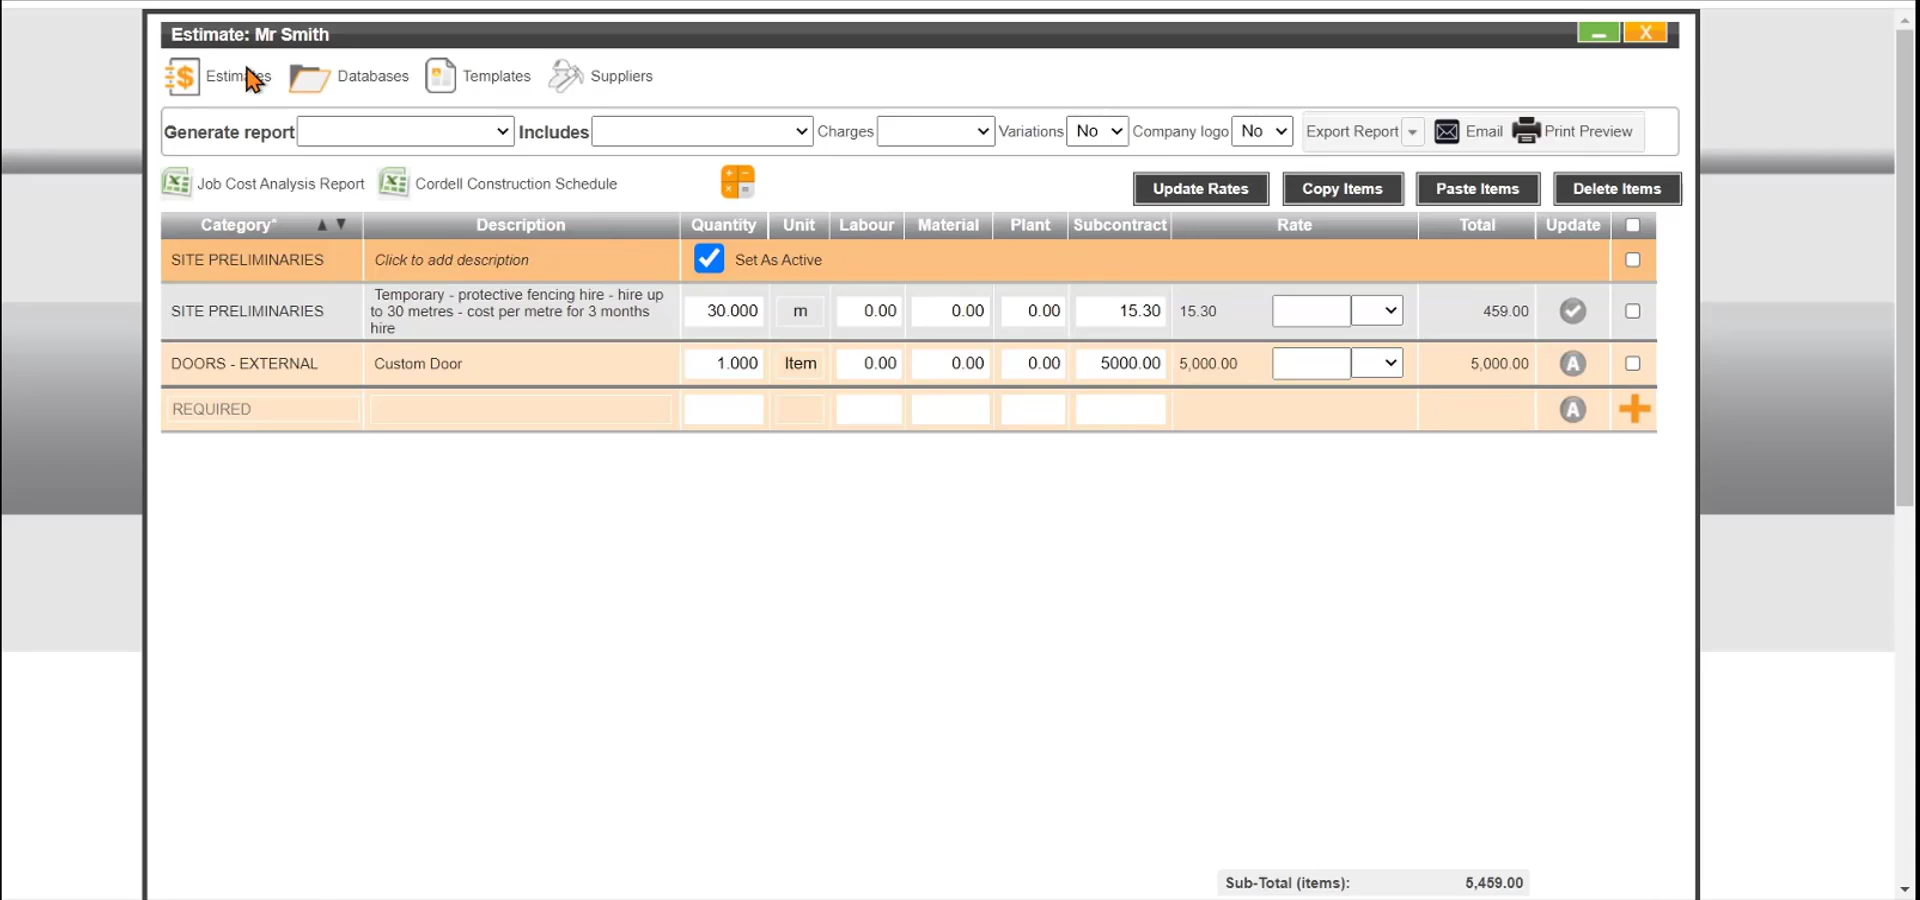 Estimate: Mr Smith
X
Estimates Databases Templates Suppliers
Generate report Includes Charges Variations No Company logo No Export Report Email Print Preview
Job Cost Analysis Report Cordell Construction Schedule Update Rates Copy Items Paste Items Delete Items
Category^ ▲ ▼ Description Quantity Unit Labour Material Plant Subcontract Rate Total Update
SITE PRELIMINARIES Click to add description Set As Active
SITE PRELIMINARIES
Temporary - protective fencing hire - hire up
to 30 metres - cost per metre for 3 months
hire
30.000 m 0.00 0.00 0.00 15.30 15.30 459.00
DOORS - EXTERNAL Custom Door 1.000 Item 0.00 0.00 0.00 5000.00 5,000.00 5,000.00 A
REQUIRED A
Sub-Total (items): 5,459.00